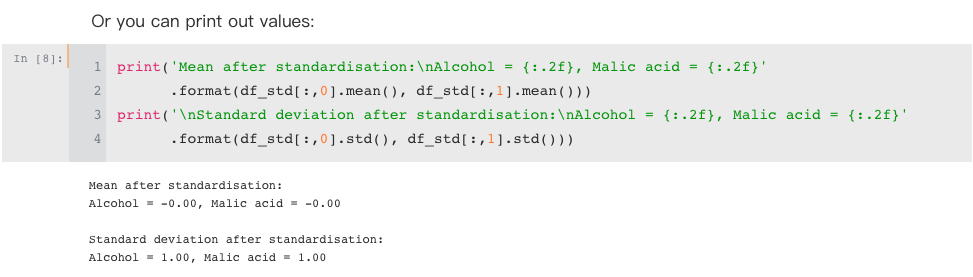 Or you can print out values:
In [8]:
1 print('Mean after standardisation:\nAlcohol = {:.2f}, Malic acid = {:.2f}'
2 .format(df_std[:,0].mean(), df_std[:,1].mean()))
3 print('\nStandard deviation after standardisation:\nAlcohol = {:.2f}, Malic acid = {:.2f}'
4 .format(df_std[:,0].std(), df_std[:,1].std()))
Mean after standardisation:
Alcohol = -0.00, Malic acid = -0.00
Standard deviation after standardisation:
Alcohol = 1.00, Malic acid = 1.00